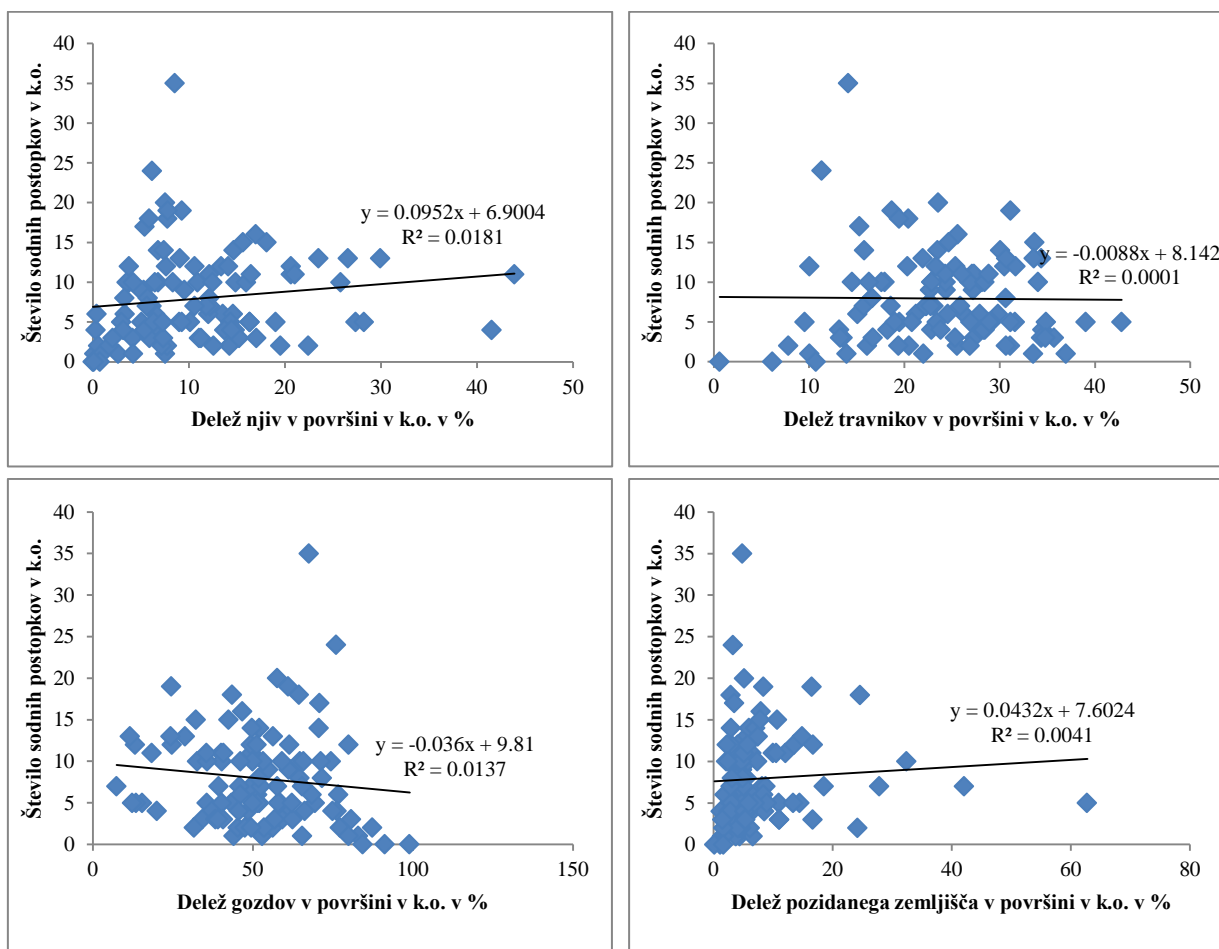 Število sodnih postopkov v k.o.
40
35
30
25
20
15
10
5
0
y = 0.0952x + 6.9004
R² = 0.0181
0 10 20 30 40 50
Delež njiv v površini v k.o. v %
Število sodnih postopkov v k.o.
40
35
30
25
20
15
10
5
0
y = -0.0088x + 8.142
R² = 0.0001
0 10 20 30 40 50
Delež travnikov v površini v k.o. v %
Število sodnih postopkov v k.o.
40
35
30
25
20
15
10
5
0
y = -0.036x + 9.81
R² = 0.0137
0 50 100 150
Delež gozdov v površini v k.o. v %
Število sodnih postopkov v k.o.
40
35
30
25
20
15
10
5
0
y = 0.0432x + 7.6024
R² = 0.0041
0 20 40 60 80
Delež pozidanega zemljišča v površini v k.o. v %